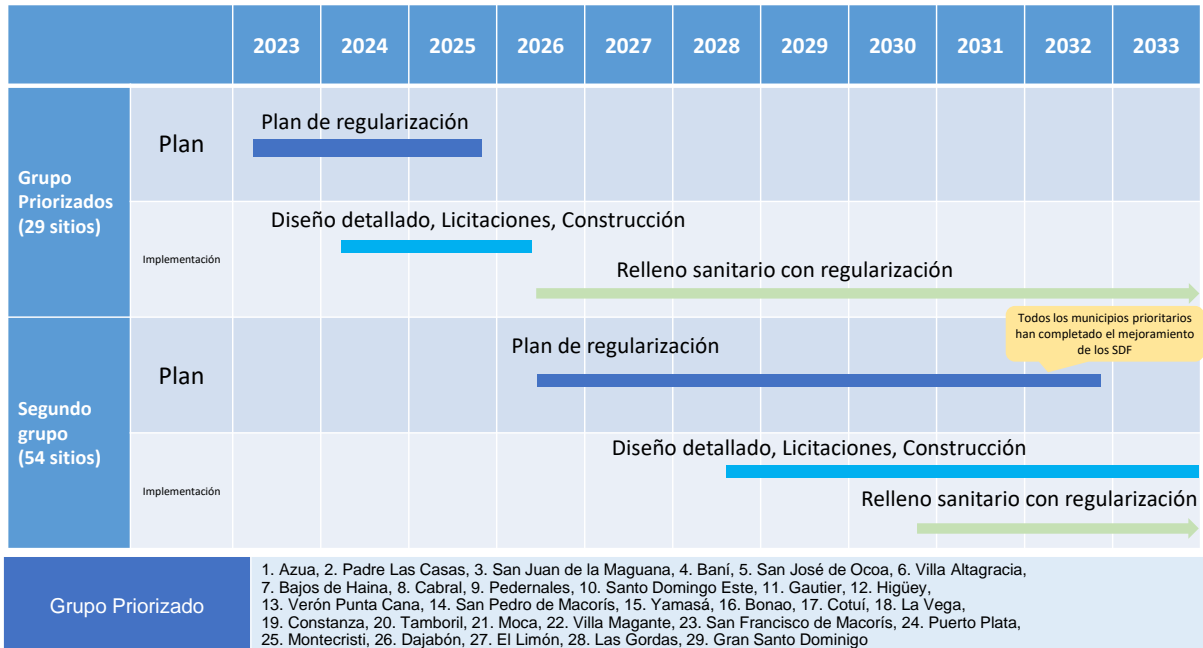 2023 2024 2025 2026 2027 2028 2029 2030 2031 2032 2033
Grupo
Priorizados
(29 sitios)
Plan
Plan de regularización
Implementación
Diseño detallado, Licitaciones, Construcción
Relleno sanitario con regularización
Todos los municipios prioritarios
han completado el mejoramiento
de los SDF
Segundo
grupo
(54 sitios)
Plan
Plan de regularización
Implementación
Diseño detallado, Licitaciones, Construcción
Relleno sanitario con regularización
Grupo Priorizado
1. Azua, 2. Padre Las Casas, 3. San Juan de la Maguana, 4. Baní, 5. San José de Ocoa, 6. Villa Altagracia,
7. Bajos de Haina, 8. Cabral, 9. Pedernales, 10. Santo Domingo Este, 11. Gautier, 12. Higüey,
13. Verón Punta Cana, 14. San Pedro de Macorís, 15. Yamasá, 16. Bonao, 17. Cotuí, 18. La Vega,
19. Constanza, 20. Tamboril, 21. Moca, 22. Villa Magante, 23. San Francisco de Macorís, 24. Puerto Plata,
25. Montecristi, 26. Dajabón, 27. El Limón, 28. Las Gordas, 29. Gran Santo Dominigo